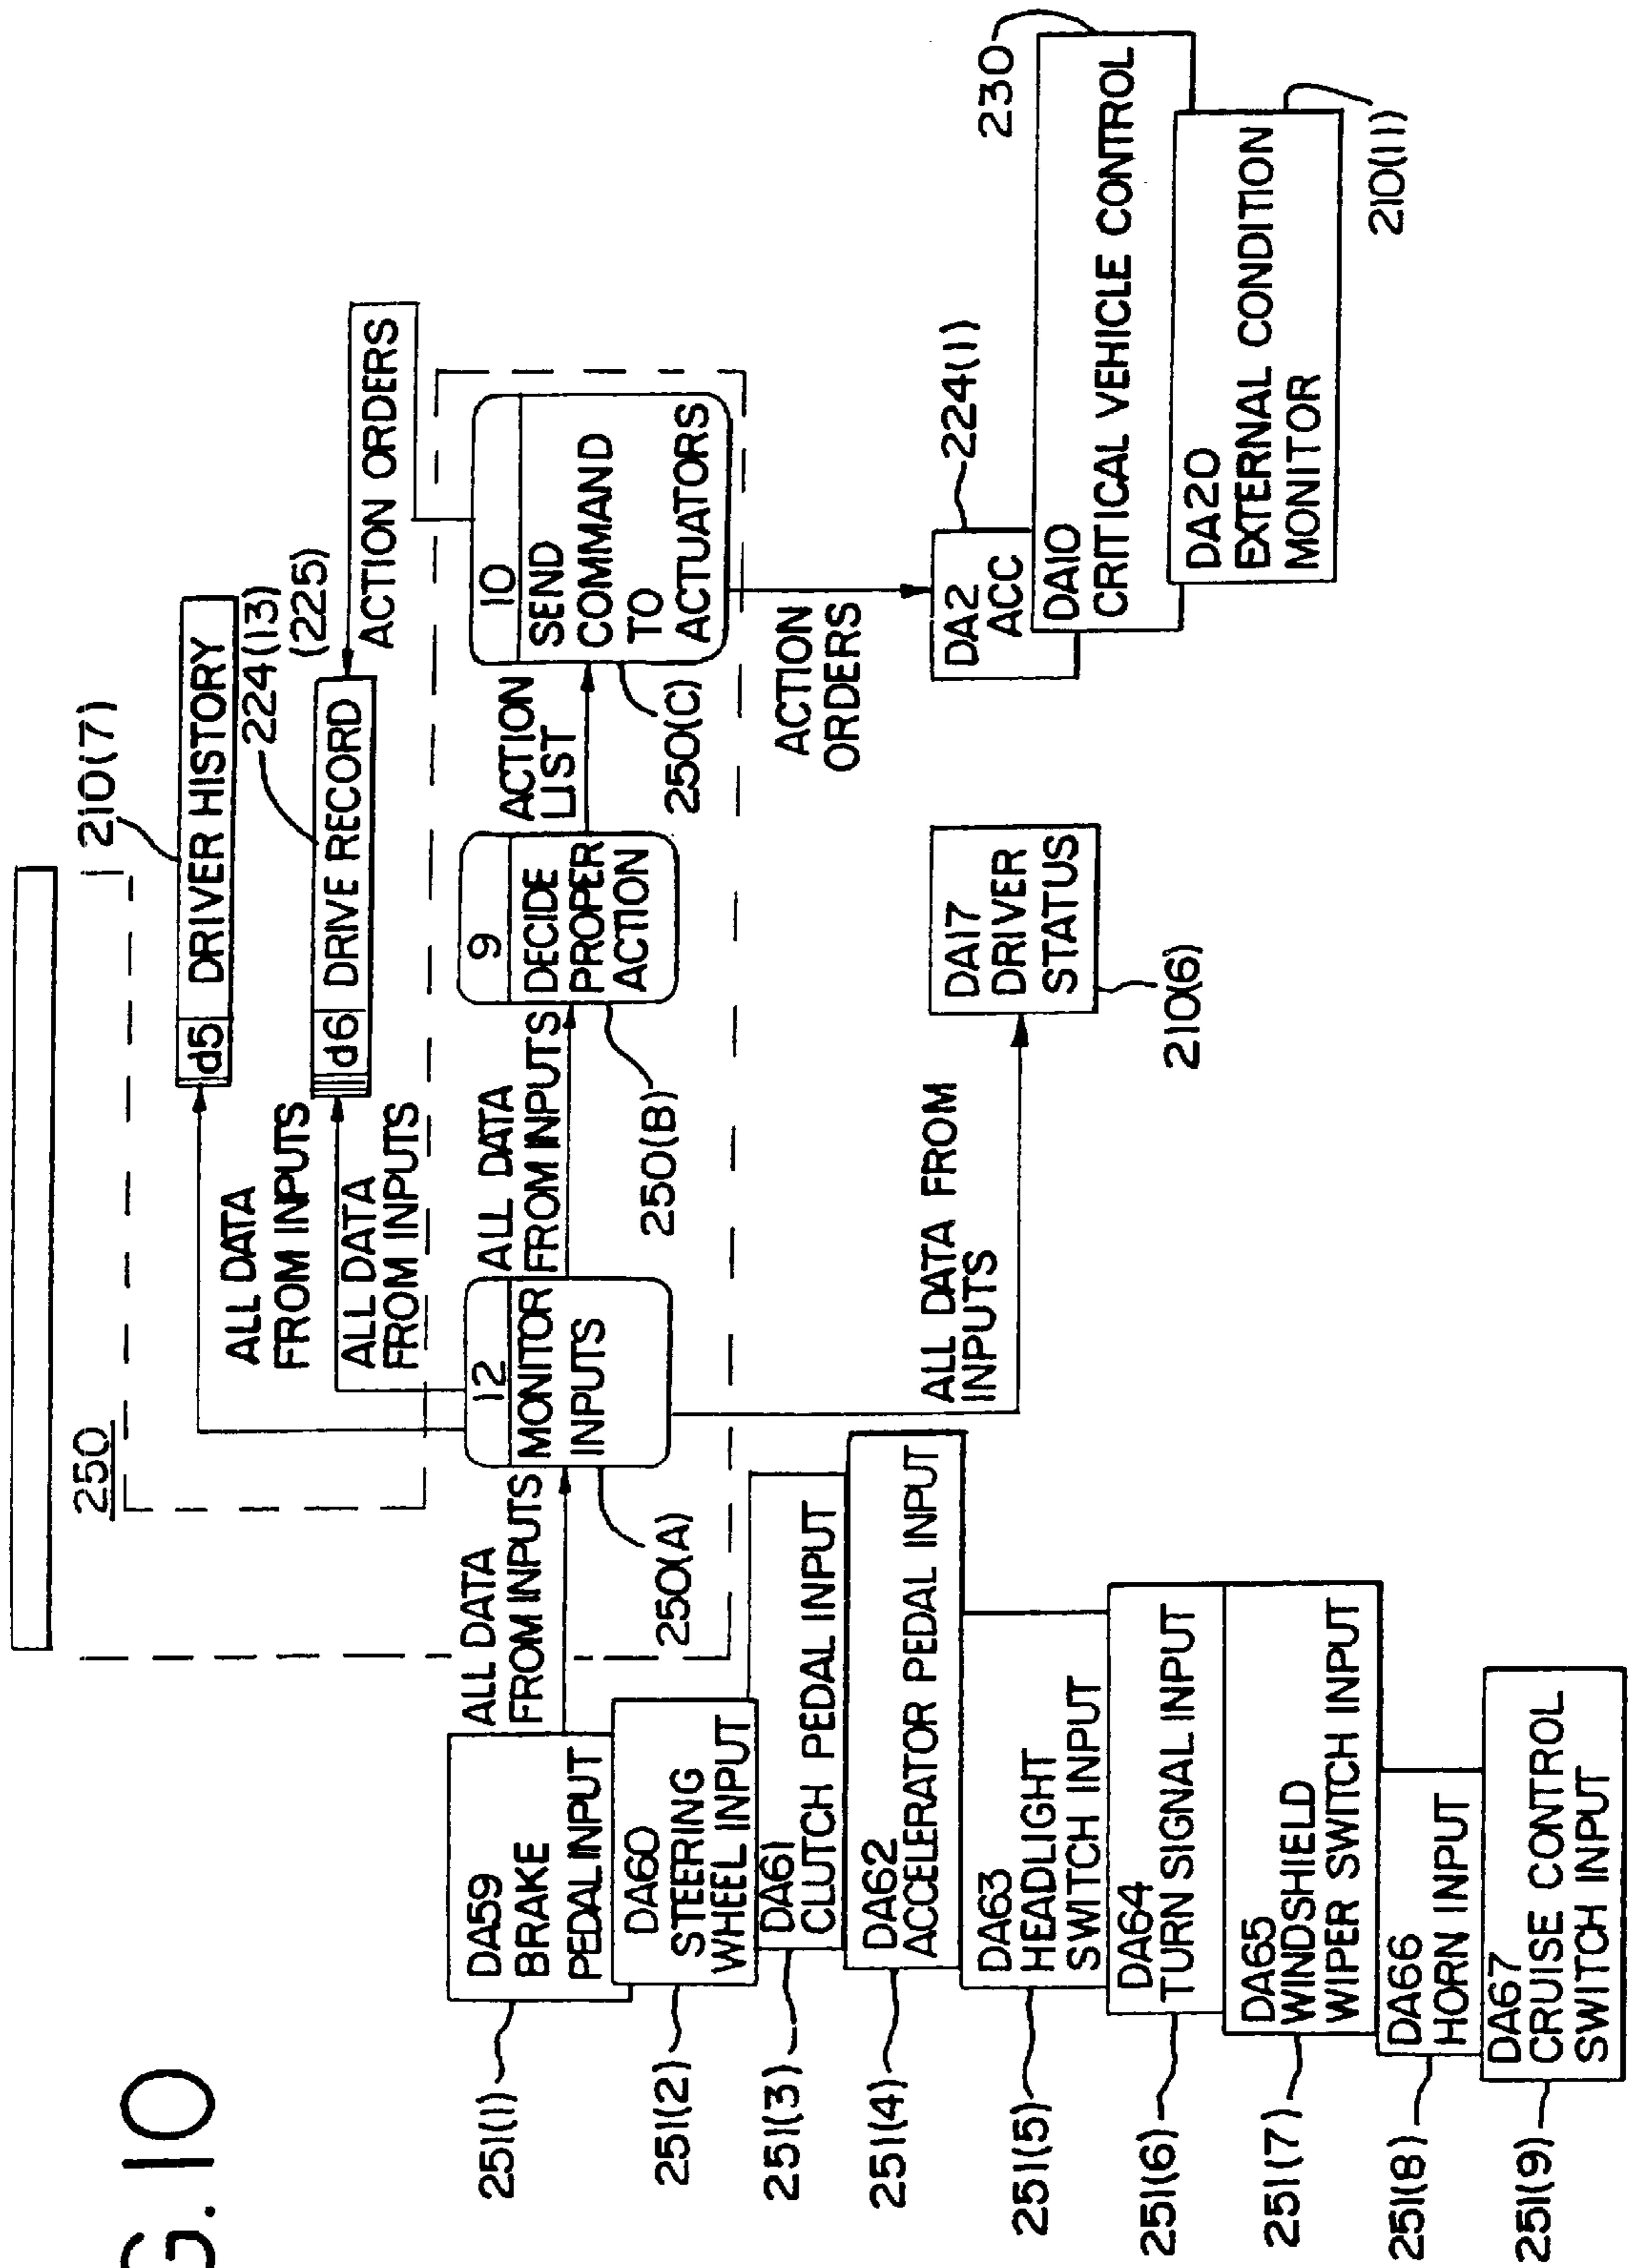 G. 10
250
210(7)
d5 DRIVER HISTORY
224(13)
(225)
d6 DRIVE RECORD
ACTION ORDERS
ALL DATA
FROM INPUTS
ALL DATA
FROM INPUTS
ALL DATA
FROM INPUTS
12
MONITOR
INPUTS
250(A)
ALL DATA
FROM INPUTS
9
DECIDE
PROPER
ACTION
250(B)
ACTION
LIST
10
SEND
COMMAND
TO
ACTUATORS
250(C)
ACTION
ORDERS
ALL DATA FROM
INPUTS
DA17
DRIVER
STATUS
210(6)
DA2
ACC
224(1)
DA10
CRITICAL VEHICLE CONTROL
230
DA20
EXTERNAL CONDITION
MONITOR
210(11)
251(1)
DA59
BRAKE
PEDAL INPUT
251(2)
DA60
STEERING
WHEEL INPUT
251(3)
DA61
CLUTCH PEDAL INPUT
251(4)
DA62
ACCELERATOR PEDAL INPUT
251(5)
DA63
HEADLIGHT
SWITCH INPUT
251(6)
DA64
TURN SIGNAL INPUT
251(7)
DA65
WINDSHIELD
WIPER SWITCH INPUT
251(8)
DA66
HORN INPUT
251(9)
DA67
CRUISE CONTROL
SWITCH INPUT